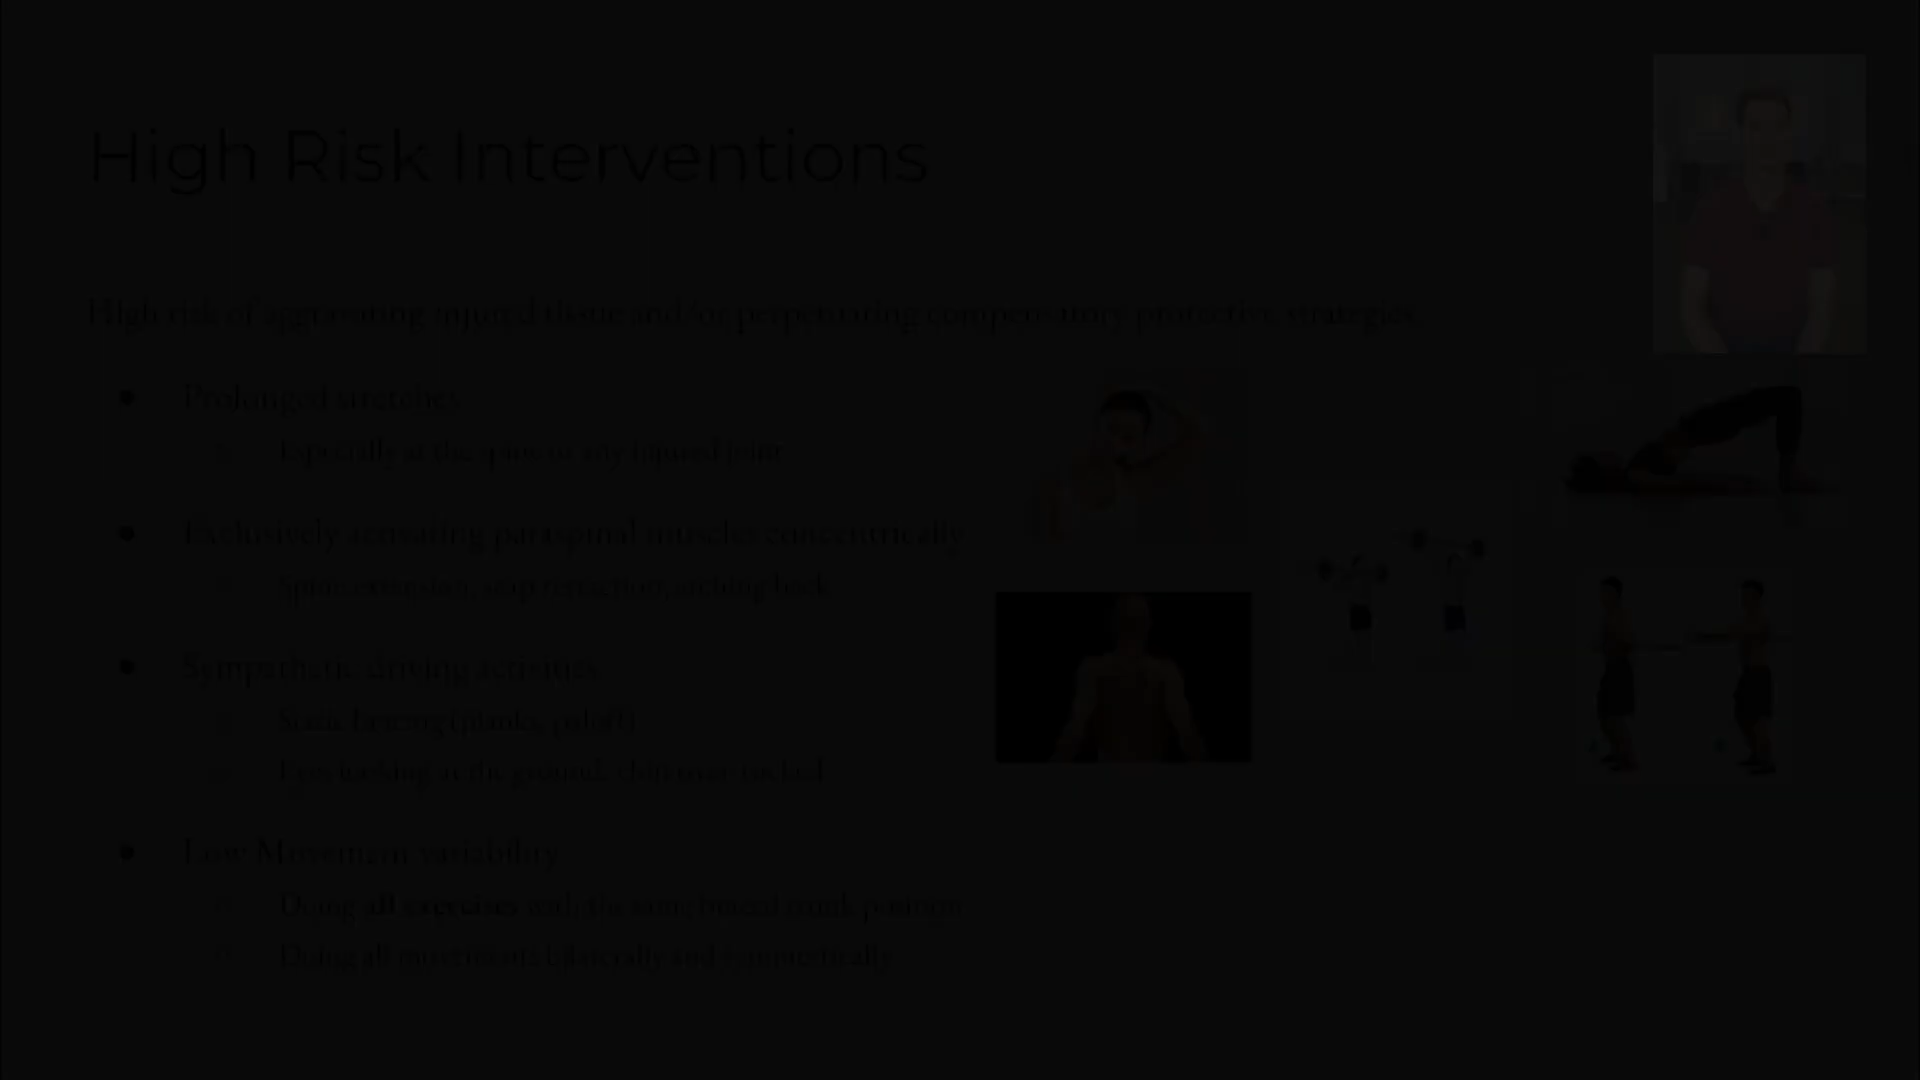 High Risk Interventions
High risk of aggravating injured tissue and/or perpetuating compensatory protective strategies
Prolonged stretches
Especially at the spine or any injured joint
Exclusively activating paraspinal muscles concentrically
Spine extension, scap retraction, arching back
Sympathetic driving activities
Static bracing (planks, paloff)
Eyes looking at the ground, chin over-tucked
Low Movement variability
Doing all exercises with the same braced trunk position
Doing all movements bilaterally and symmetrically